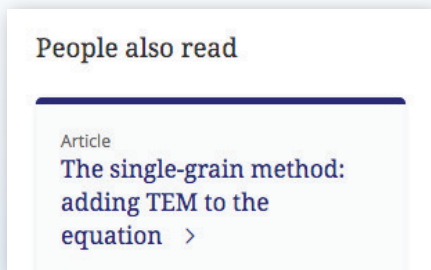 People also read
Article
The single-grain method:
adding TEM to the
equation >